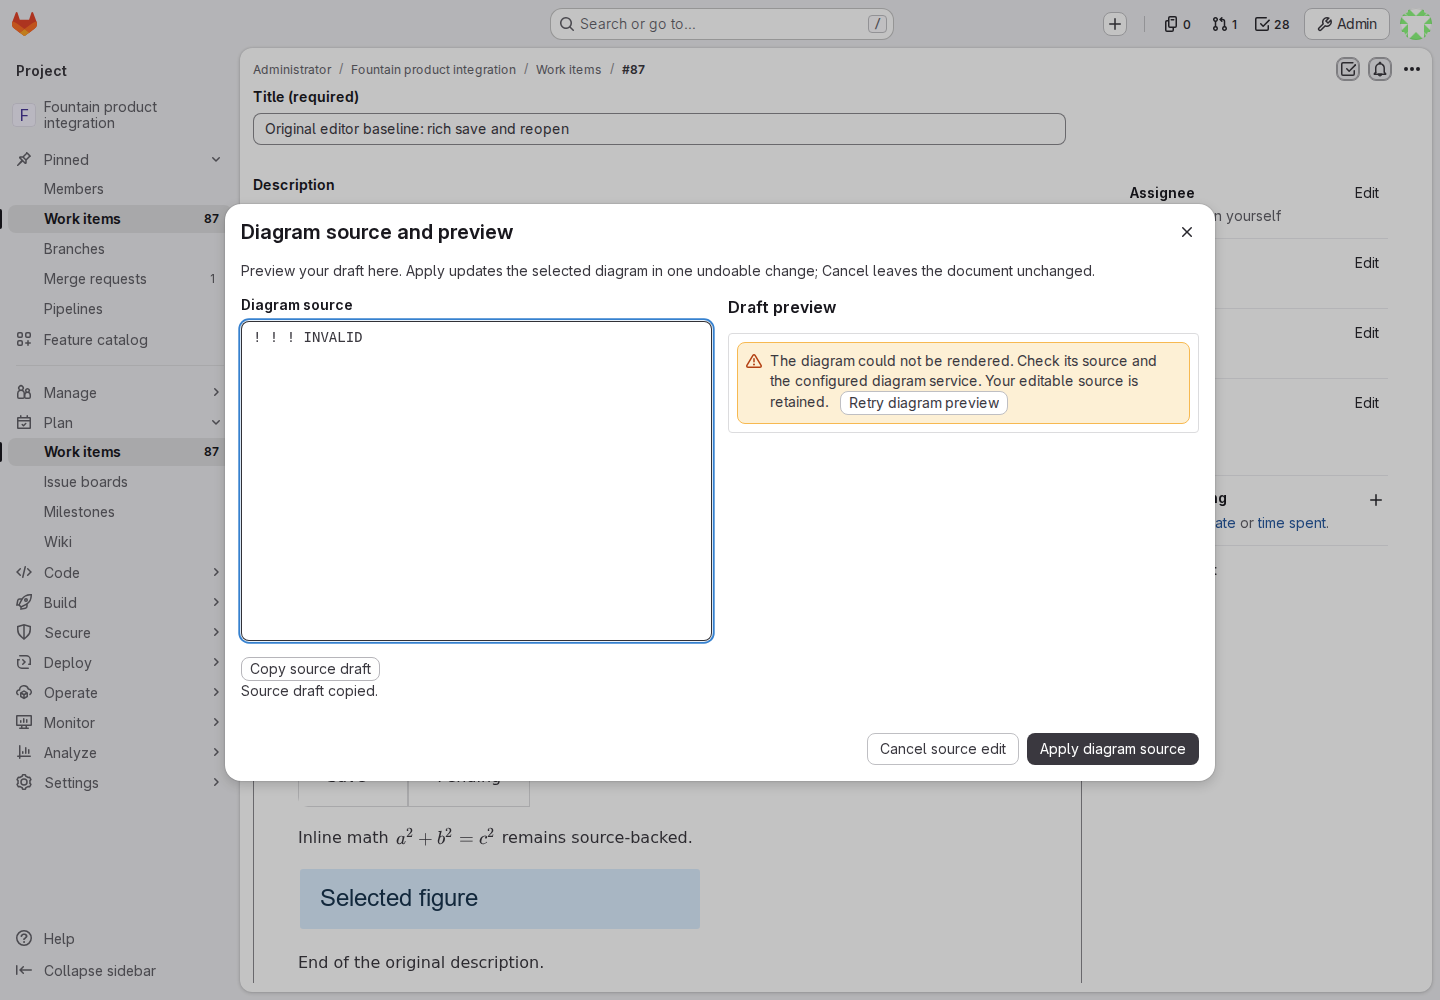 Search or go to...
/
0
1
28
Admin
Project
F
Fountain product integration
Pinned
Members
Work items
87
Branches
Merge requests
1
Pipelines
Feature catalog
Manage
Plan
Work items
87
Issue boards
Milestones
Wiki
Code
Build
Secure
Deploy
Operate
Monitor
Analyze
Settings
Help
Collapse sidebar
Administrator / Fountain product integration / Work items / #87
Title (required)
Original editor baseline: rich save and reopen
Description
Assignee
Edit
yourself
Edit
Edit
Edit
or time spent.
Diagram source and preview
Preview your draft here. Apply updates the selected diagram in one undoable change; Cancel leaves the document unchanged.
Diagram source
! ! ! INVALID
Draft preview
The diagram could not be rendered. Check its source and
the configured diagram service. Your editable source is
retained.
Retry diagram preview
Copy source draft
Source draft copied.
Cancel source edit
Apply diagram source
Inline math a² + b² = c² remains source-backed.
Selected figure
End of the original description.